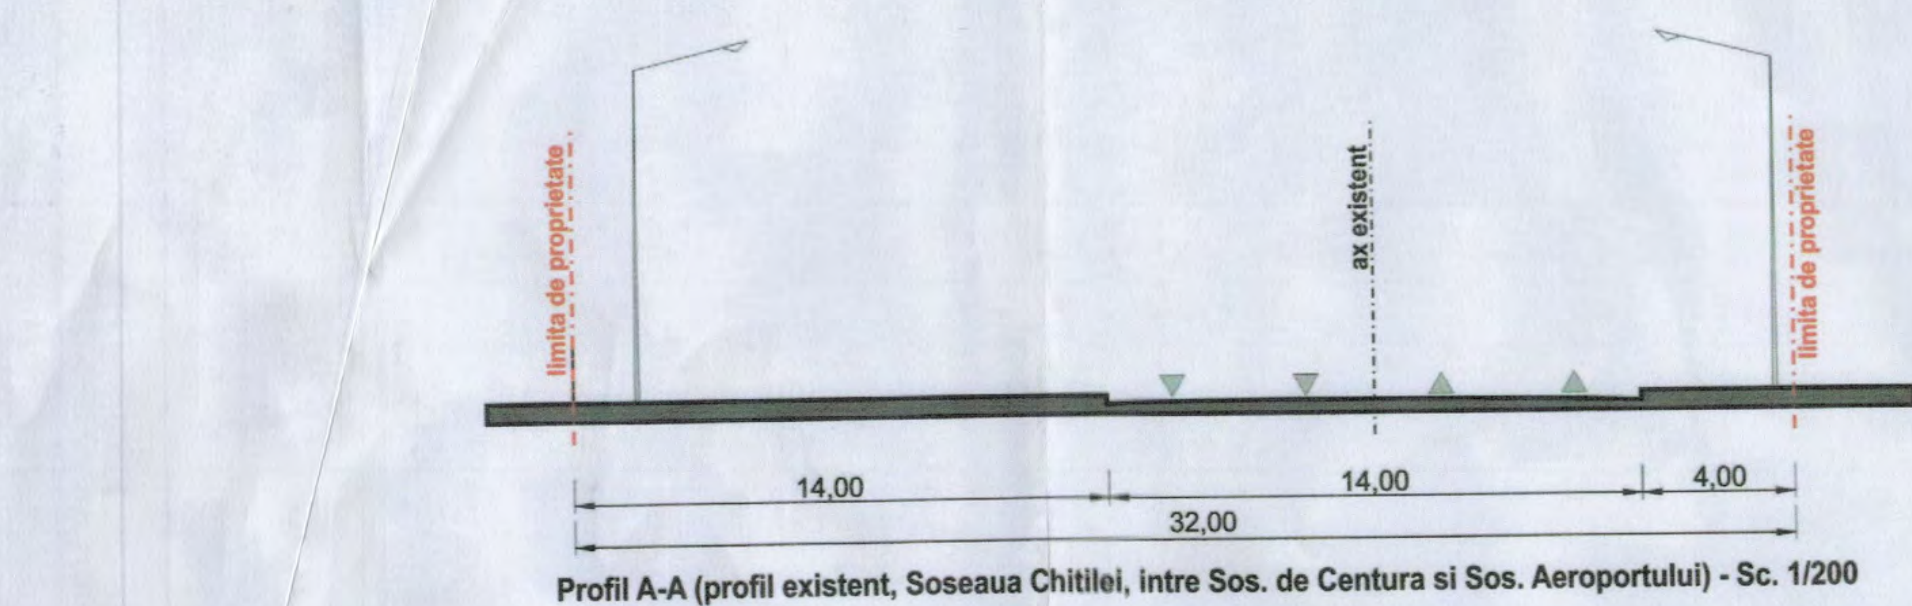 limita de proprietate
ax existent
limita de proprietate
14,00
14,00
4,00
32,00
Profil A-A (profil existent, Soseaua Chitilei, intre Sos. de Centura si Sos. Aeroportului) - Sc. 1/200